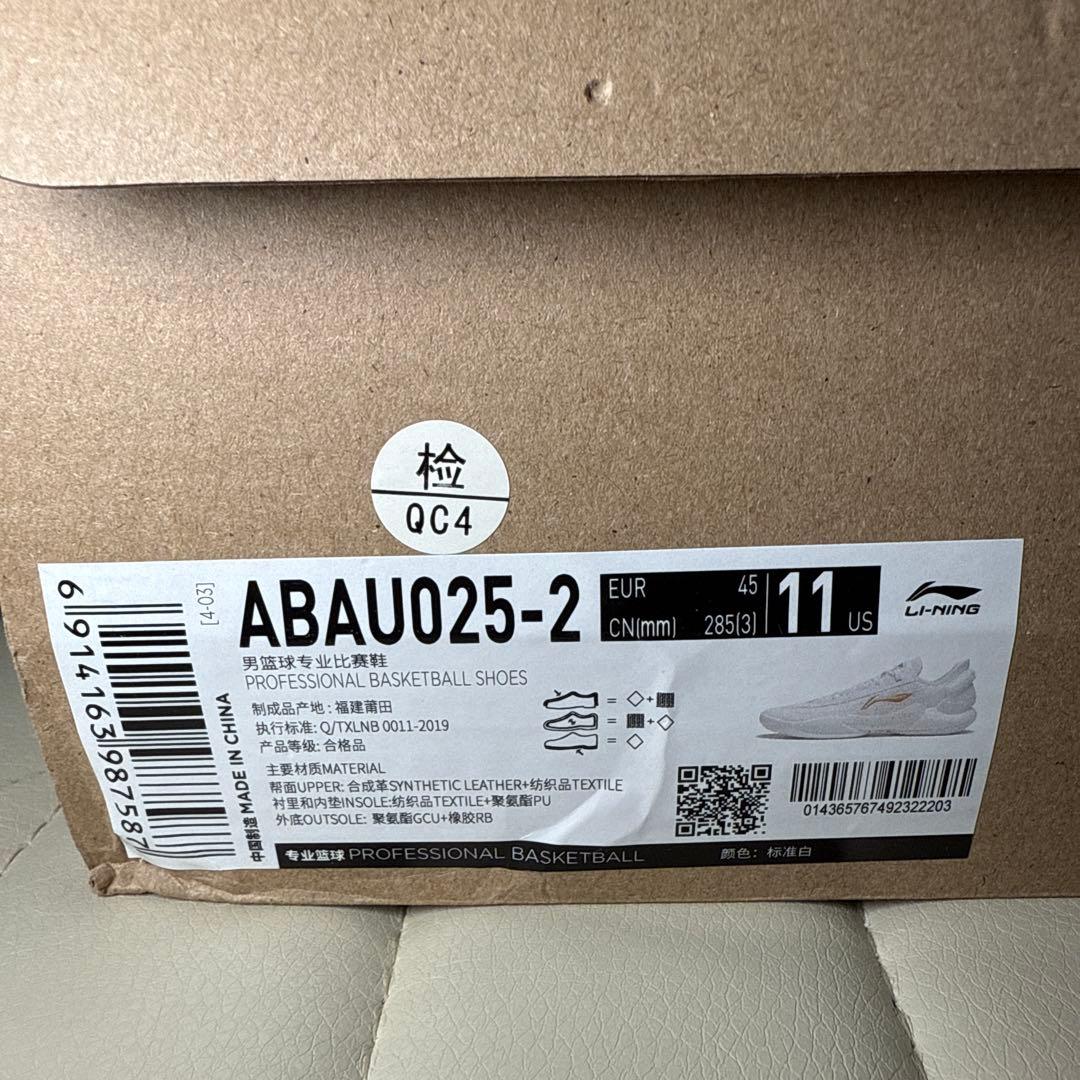 检
QC4
6 914163 987587
中国制造 MADE IN CHINA
[4-03]
ABAU025-2
EUR 45
CN(mm) 285(3)
11 US
LI-NING
男篮球专业比赛鞋
PROFESSIONAL BASKETBALL SHOES
制成品产地: 福建莆田
执行标准: Q/TXLNB 0011-2019
产品等级: 合格品
主要材质MATERIAL
帮面UPPER: 合成革SYNTHETIC LEATHER+纺织品TEXTILE
衬里和内垫INSOLE:纺织品TEXTILE+聚氨酯PU
外底OUTSOLE: 聚氨酯GCU+橡胶RB
014365767492322203
专业篮球 PROFESSIONAL BASKETBALL
颜色: 标准白